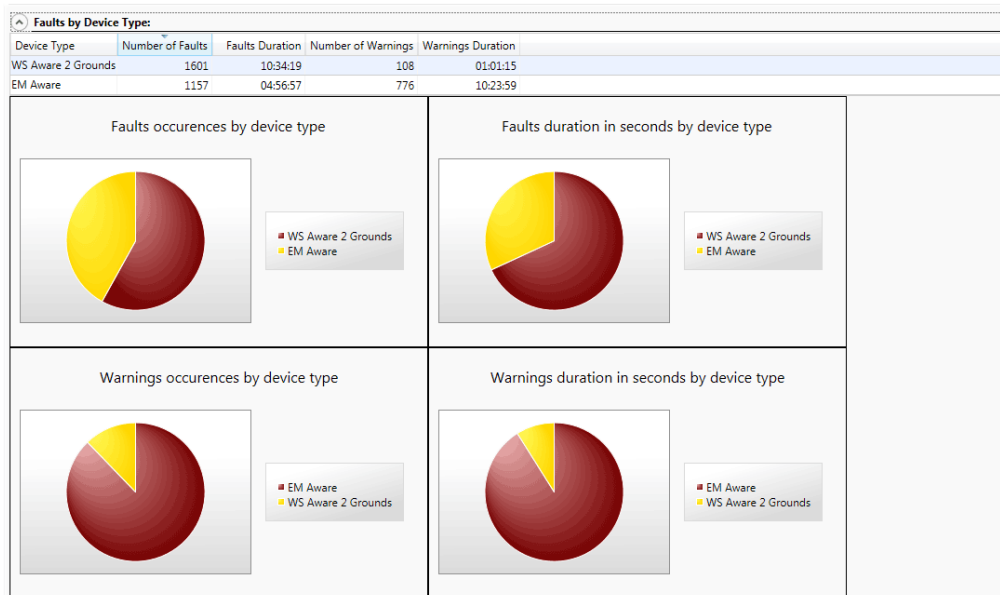 Faults by Device Type:
Device Type Number of Faults Faults Duration Number of Warnings Warnings Duration
WS Aware 2 Grounds 1601 10:34:19 108 01:01:15
EM Aware 1157 04:56:57 776 10:23:59
Faults occurences by device type
WS Aware 2 Grounds
EM Aware
Faults duration in seconds by device type
WS Aware 2 Grounds
EM Aware
Warnings occurences by device type
EM Aware
WS Aware 2 Grounds
Warnings duration in seconds by device type
EM Aware
WS Aware 2 Grounds